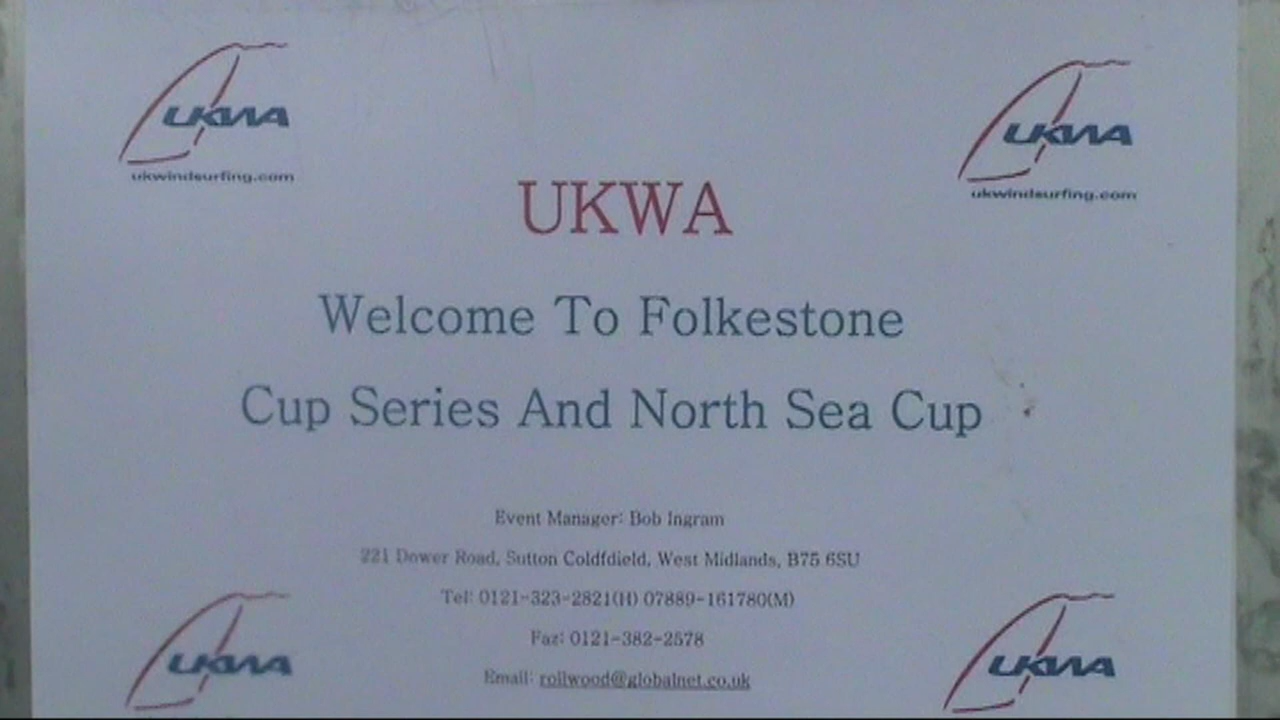 UKWA
ukwindsurfing.com
UKWA
ukwindsurfing.com
UKWA
Welcome To Folkestone
Cup Series And North Sea Cup
Event Manager: Bob Ingram
221 Dower Road, Sutton Coldfdield, West Midlands, B75 6SU
Tel: 0121-323-2821(H) 07889-161780(M)
Fax: 0121-382-2578
Email: rollwood@globalnet.co.uk
UKWA
UKWA